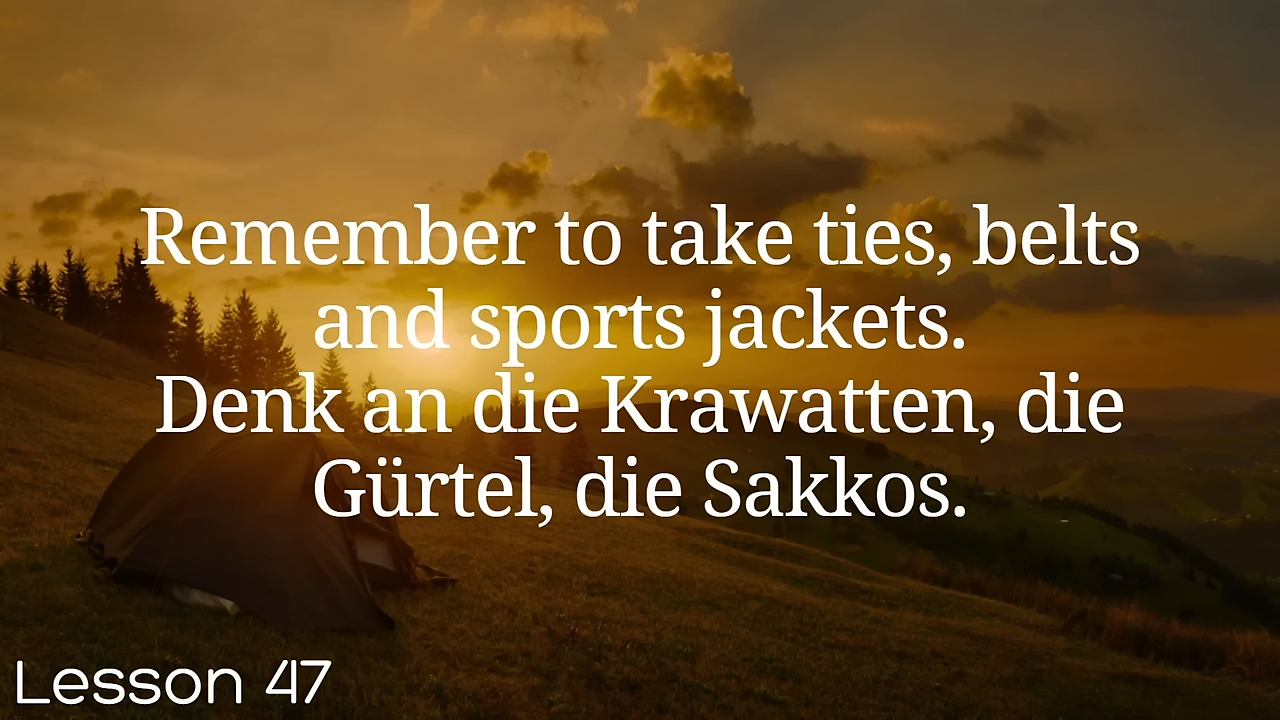 Remember to take ties, belts
and sports jackets.
Denk an die Krawatten, die
Gürtel, die Sakkos.
Lesson 47